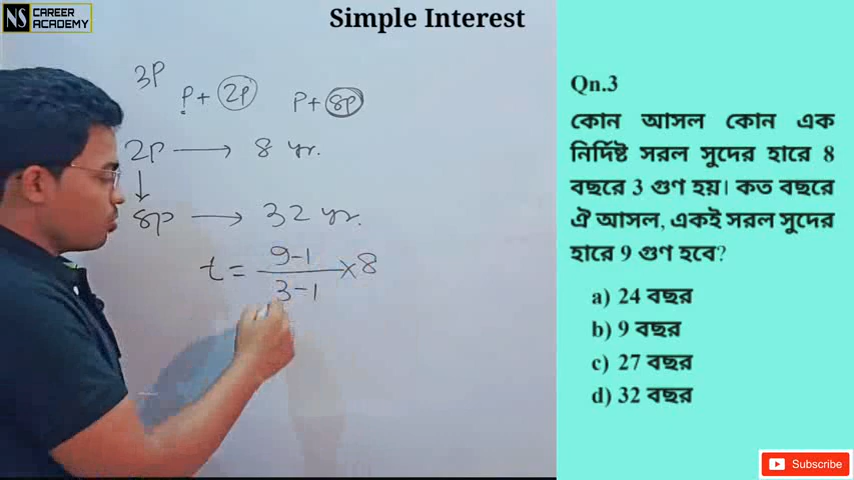 NS CAREER
ACADEMY
Simple Interest
3P
P + 2P P + 8P
2P → 8 yr.
↓
8P → 32 yr.
t = 9-1 / 3-1 × 8
Qn.3
কোন আসল কোন এক
নির্দিষ্ট সরল সুদের হারে 8
বছরে 3 গুণ হয়। কত বছরে
ঐ আসল, একই সরল সুদের
হারে 9 গুণ হবে?
a) 24 বছর
b) 9 বছর
c) 27 বছর
d) 32 বছর
Subscribe